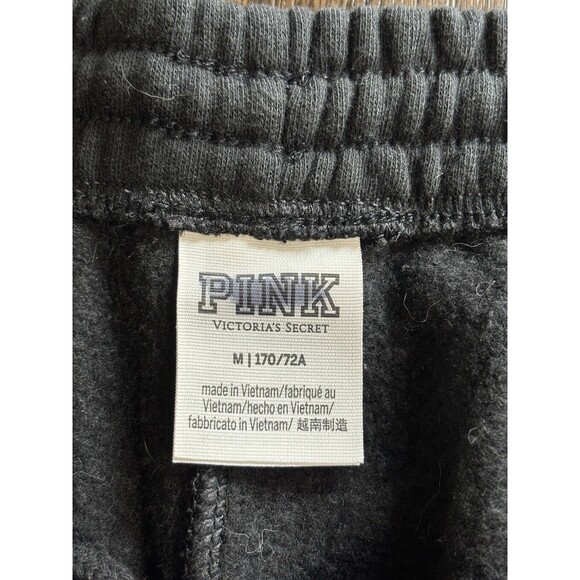 PINK
VICTORIA'S SECRET
M | 170/72A
made in Vietnam/fabriqué au
Vietnam/hecho en Vietnam/
fabbricato in Vietnam/ 越南制造